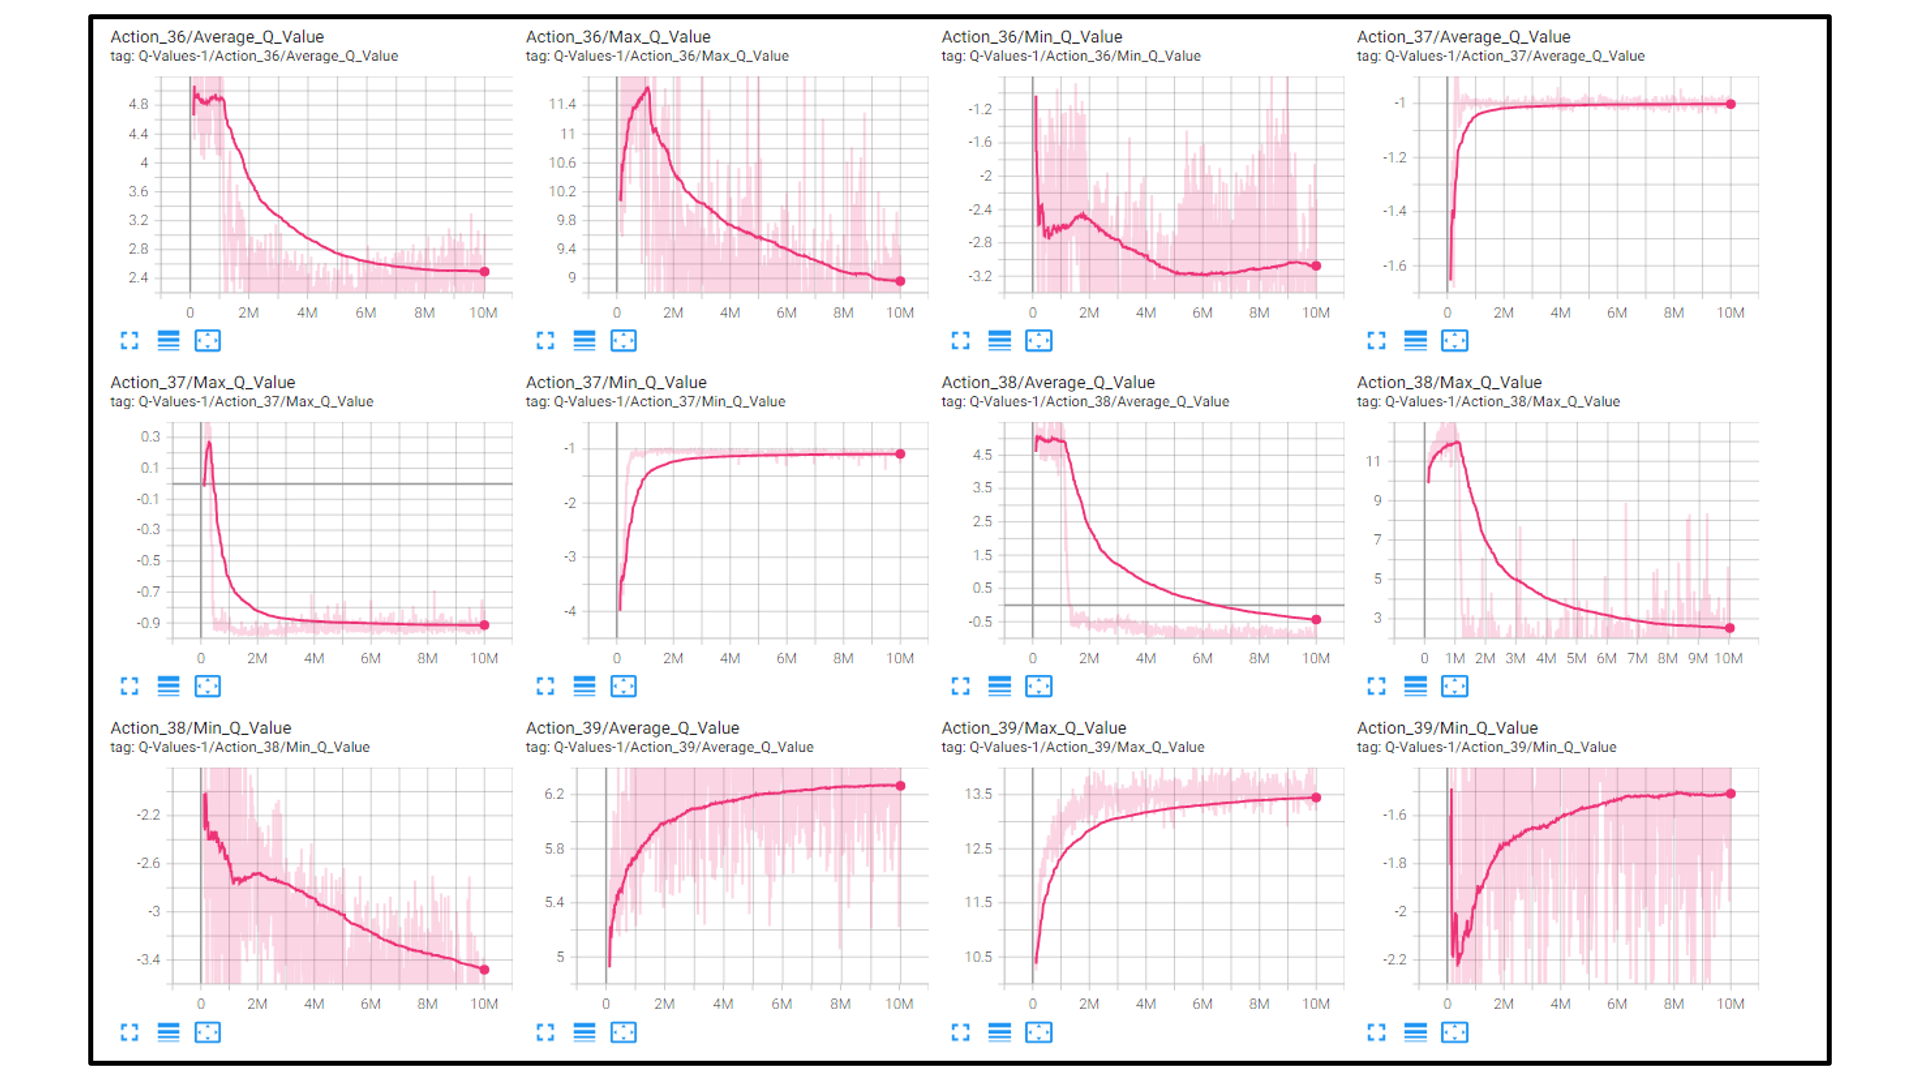 Action_36/Average_Q_Value
tag: Q-Values-1/Action_36/Average_Q_Value
4.8
4.4
4
3.6
3.2
2.8
2.4
0 2M 4M 6M 8M 10M
Action_36/Max_Q_Value
tag: Q-Values-1/Action_36/Max_Q_Value
11.4
11
10.6
10.2
9.8
9.4
9
0 2M 4M 6M 8M 10M
Action_36/Min_Q_Value
tag: Q-Values-1/Action_36/Min_Q_Value
-1.2
-1.6
-2
-2.4
-2.8
-3.2
0 2M 4M 6M 8M 10M
Action_37/Average_Q_Value
tag: Q-Values-1/Action_37/Average_Q_Value
-1
-1.2
-1.4
-1.6
0 2M 4M 6M 8M 10M
Action_37/Max_Q_Value
tag: Q-Values-1/Action_37/Max_Q_Value
0.3
0.1
-0.1
-0.3
-0.5
-0.7
-0.9
0 2M 4M 6M 8M 10M
Action_37/Min_Q_Value
tag: Q-Values-1/Action_37/Min_Q_Value
-1
-2
-3
-4
0 2M 4M 6M 8M 10M
Action_38/Average_Q_Value
tag: Q-Values-1/Action_38/Average_Q_Value
4.5
3.5
2.5
1.5
0.5
-0.5
0 2M 4M 6M 8M 10M
Action_38/Max_Q_Value
tag: Q-Values-1/Action_38/Max_Q_Value
11
9
7
5
3
0 1M 2M 3M 4M 5M 6M 7M 8M 9M 10M
Action_38/Min_Q_Value
tag: Q-Values-1/Action_38/Min_Q_Value
-2.2
-2.6
-3
-3.4
0 2M 4M 6M 8M 10M
Action_39/Average_Q_Value
tag: Q-Values-1/Action_39/Average_Q_Value
6.2
5.8
5.4
5
0 2M 4M 6M 8M 10M
Action_39/Max_Q_Value
tag: Q-Values-1/Action_39/Max_Q_Value
13.5
12.5
11.5
10.5
0 2M 4M 6M 8M 10M
Action_39/Min_Q_Value
tag: Q-Values-1/Action_39/Min_Q_Value
-1.6
-1.8
-2
-2.2
0 2M 4M 6M 8M 10M